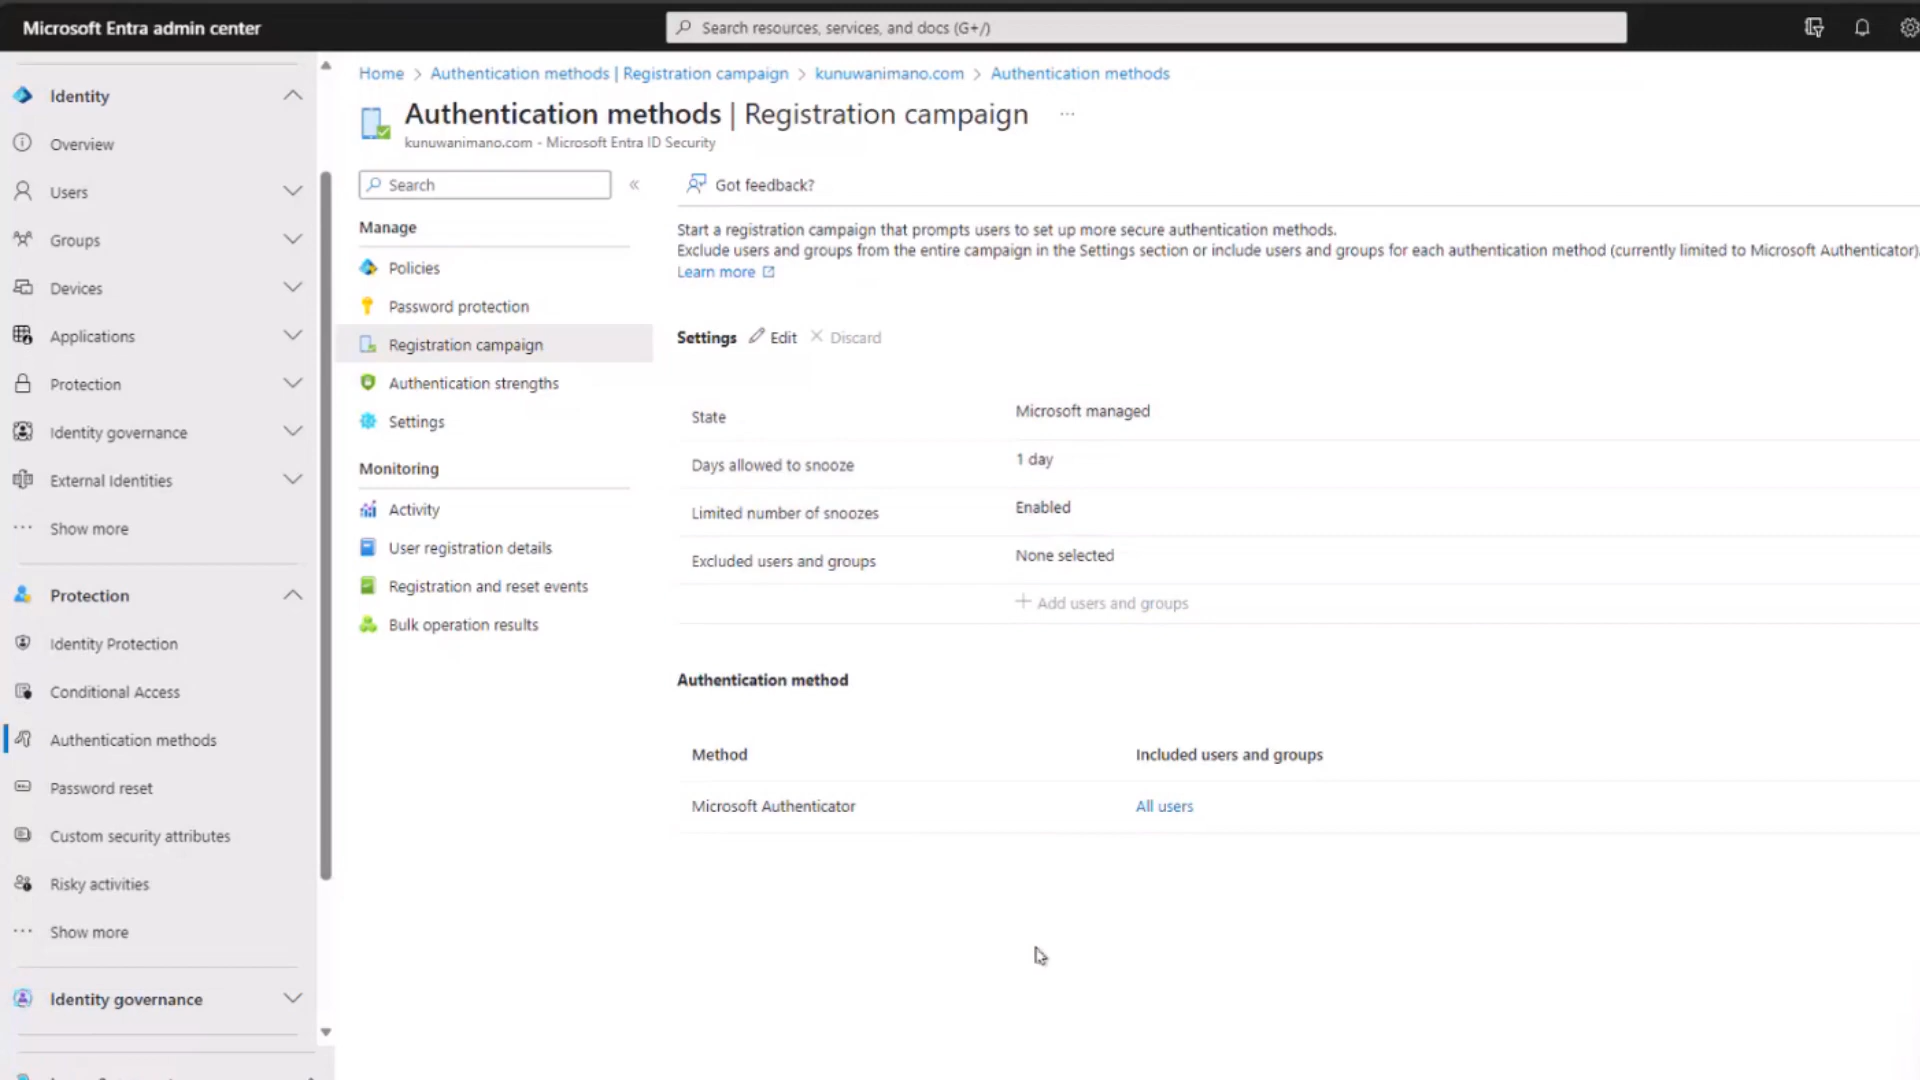 Microsoft Entra admin center
Search resources, services, and docs (G+/)
Identity
Overview
Users
Groups
Devices
Applications
Protection
Identity governance
External Identities
Show more
Protection
Identity Protection
Conditional Access
Authentication methods
Password reset
Custom security attributes
Risky activities
Show more
Identity governance
Home > Authentication methods | Registration campaign > kunuwanimano.com > Authentication methods
Authentication methods | Registration campaign ...
kunuwanimano.com - Microsoft Entra ID Security
Search
Manage
Policies
Password protection
Registration campaign
Authentication strengths
Settings
Monitoring
Activity
User registration details
Registration and reset events
Bulk operation results
Got feedback?
Start a registration campaign that prompts users to set up more secure authentication methods.
Exclude users and groups from the entire campaign in the Settings section or include users and groups for each authentication method (currently limited to Microsoft Authenticator)
Learn more
Settings Edit Discard
State Microsoft managed
Days allowed to snooze 1 day
Limited number of snoozes Enabled
Excluded users and groups None selected
+ Add users and groups
Authentication method
Method Included users and groups
Microsoft Authenticator All users